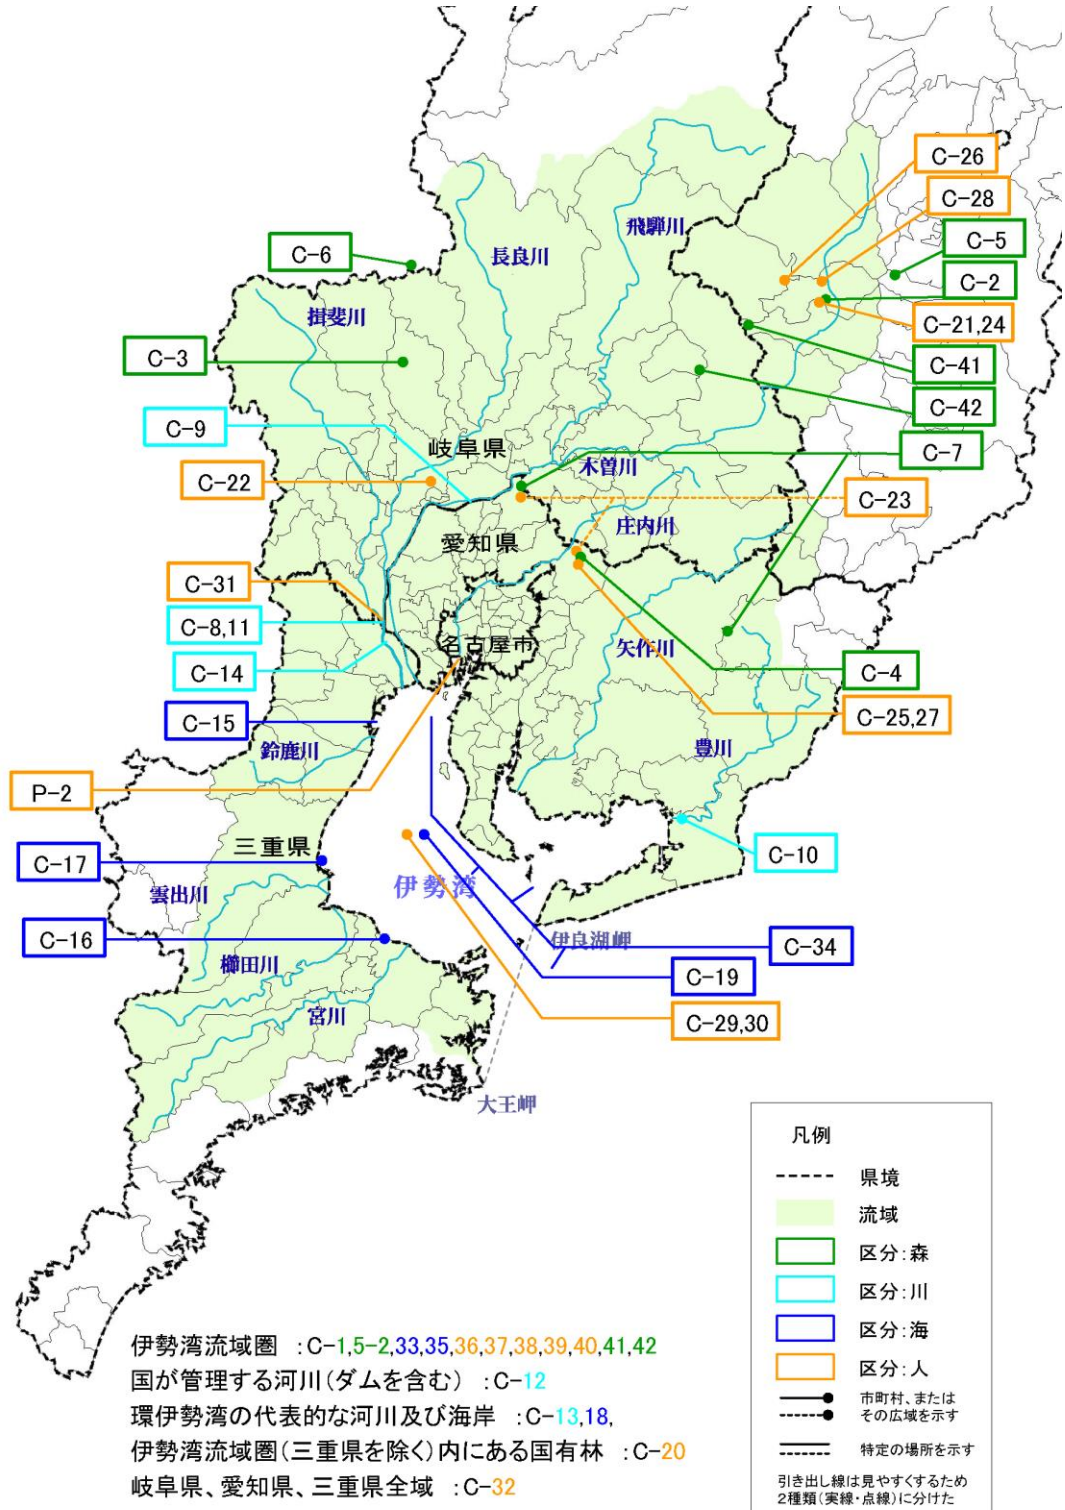 C-26
C-28
飛騨川
C-5
C-6
長良川
C-2
揖斐川
C-21,24
C-3
C-41
C-42
C-9
岐阜県
C-7
木曽川
C-22
C-23
庄内川
愛知県
C-31
C-8,11
名古屋市
矢作川
C-14
C-4
C-15
C-25,27
鈴鹿川
豊川
P-2
三重県
C-10
C-17
伊勢湾
雲出川
C-16
伊良湖岬
C-34
櫛田川
C-19
宮川
C-29,30
大王岬
凡例
県境
流域
区分:森
区分:川
区分:海
区分:人
市町村、または
その広域を示す
特定の場所を示す
引き出し線は見やすくするため
2種類(実線・点線)に分けた
伊勢湾流域圏 :C-1,5-2,33,35,36,37,38,39,40,41,42
国が管理する河川(ダムを含む) :C-12
環伊勢湾の代表的な河川及び海岸 :C-13,18,
伊勢湾流域圏(三重県を除く)内にある国有林 :C-20
岐阜県、愛知県、三重県全域 :C-32